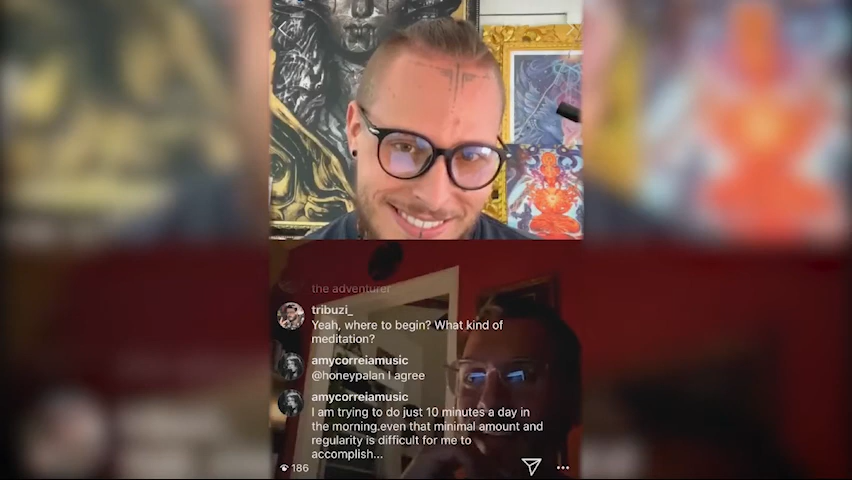 the adventurer
tribuzi_
Yeah, where to begin? What kind of
meditation?
amycorreiamusic
@honeypalan I agree
amycorreiamusic
I am trying to do just 10 minutes a day in
the morning.even that minimal amount and
regularity is difficult for me to
accomplish...
186